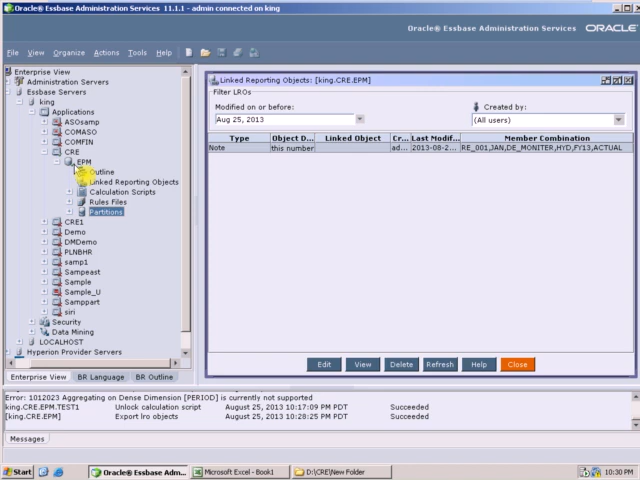 Oracle® Essbase Administration Services 11.1.1 - admin connected on king
Oracle® Essbase Administration Services ORACLE
File View Organize Actions Tools Help
Enterprise View
Administration Servers
Essbase Servers
king
Applications
ASOsamp
COMASO
COMFIN
CRE
EPM
Outline
Linked Reporting Objects
Calculation Scripts
Rules Files
Partitions
CRE1
Demo
DMDemo
PLNBHR
samp1
Sampeast
Sample
Sample_U
Samppart
siri
Security
Data Mining
LOCALHOST
Hyperion Provider Servers
Enterprise View BR Language BR Outline
Linked Reporting Objects: [king.CRE.EPM]
Filter LROs
Modified on or before:
Aug 25, 2013
Created by:
(All users)
Type Object D... Linked Object Cr... Last Modif... Member Combination
Note this number ad... 2013-08-2... RE_001,JAN,DE_MONITER,HYD,FY13,ACTUAL
Edit View Delete Refresh Help Close
Error: 1012023 Aggregating on Dense Dimension [PERIOD] is currently not supported
king.CRE.EPM.TEST1 Unlock calculation script August 25, 2013 10:17:09 PM PDT Succeeded
[king.CRE.EPM] Export lro objects August 25, 2013 10:28:25 PM PDT Succeeded
Messages
Start Oracle® Essbase Adm... Microsoft Excel - Book1 D:\CRE\New Folder 10:30 PM